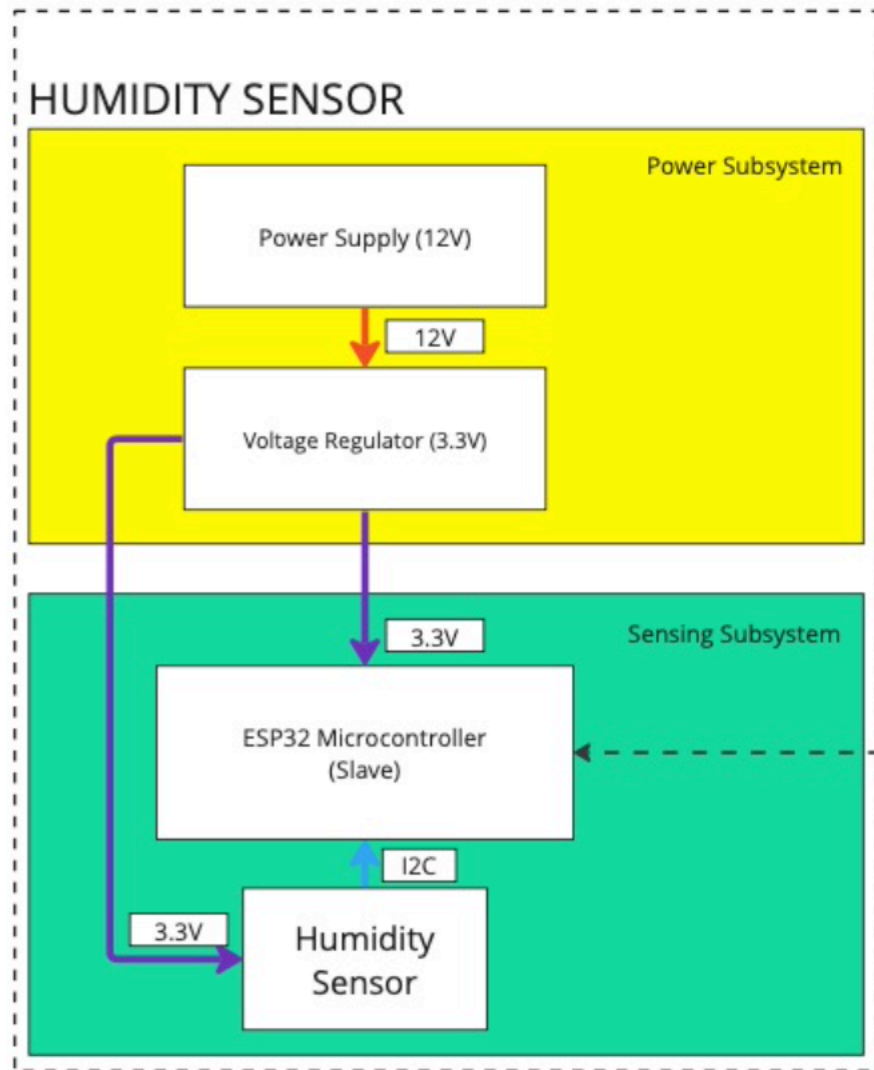 HUMIDITY SENSOR
Power Subsystem
Power Supply (12V)
12V
Voltage Regulator (3.3V)
3.3V
Sensing Subsystem
ESP32 Microcontroller
(Slave)
I2C
3.3V
Humidity
Sensor